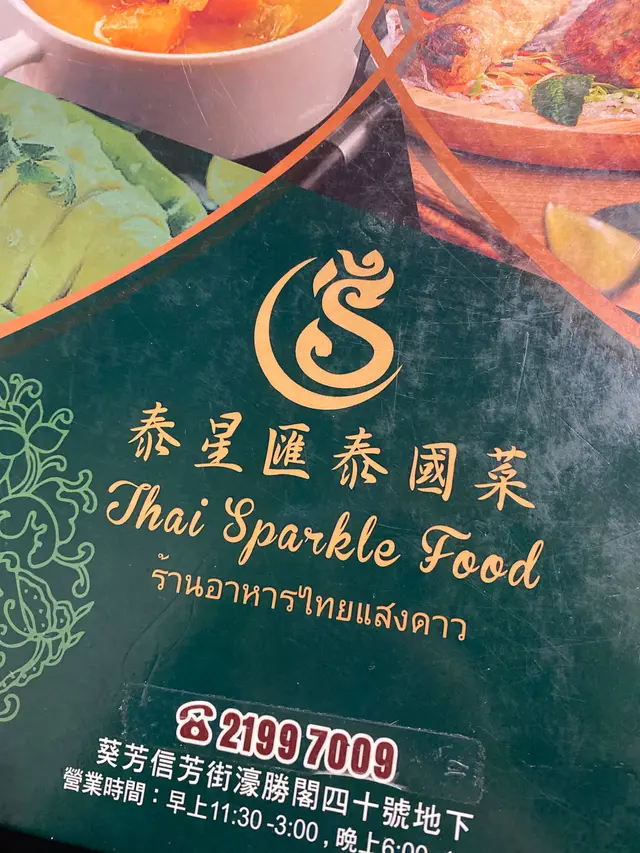 泰星匯泰國菜
Thai Sparkle Food
ร้านอาหารไทยแสงดาว
☎2199 7009
葵芳信芳街濠勝閣四十號地下
營業時間：早上11:30-3:00 , 晚上6:00